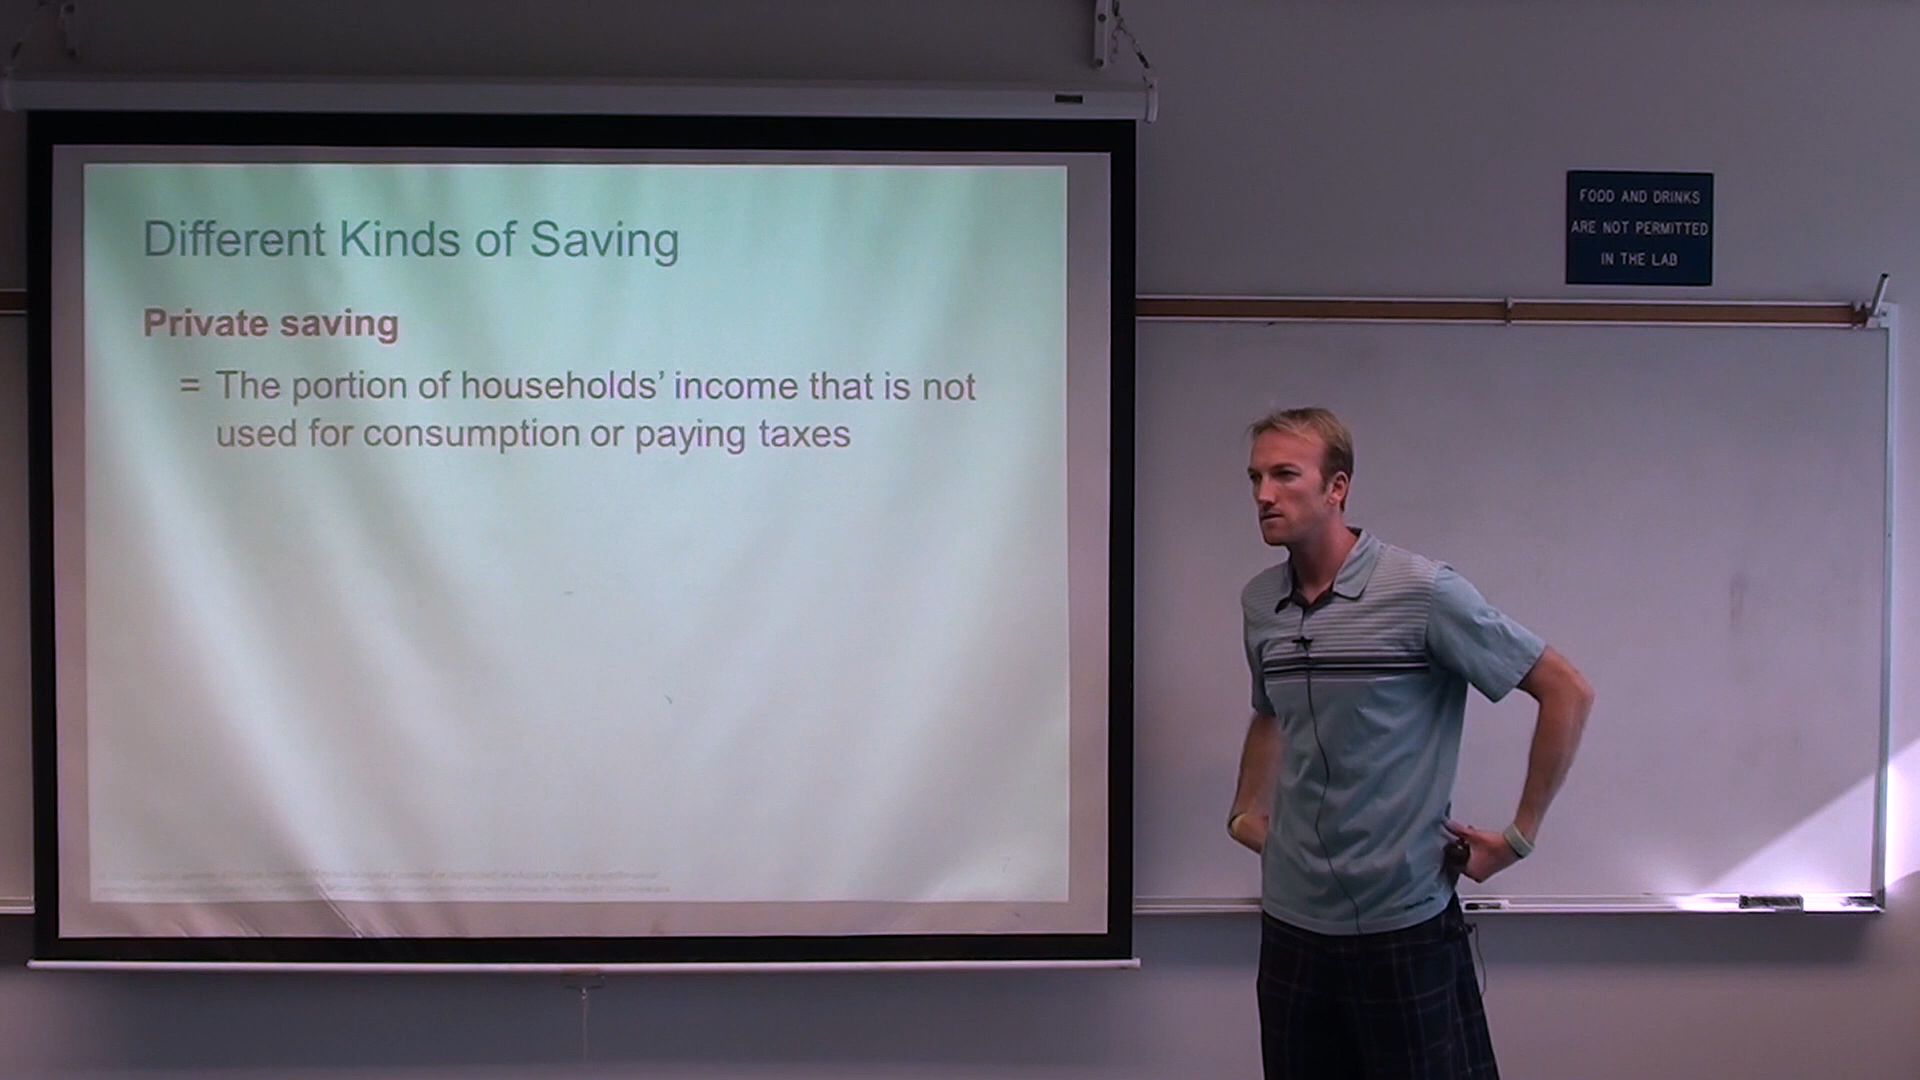 Different Kinds of Saving
Private saving
= The portion of households’ income that is not
used for consumption or paying taxes
FOOD AND DRINKS
ARE NOT PERMITTED
IN THE LAB